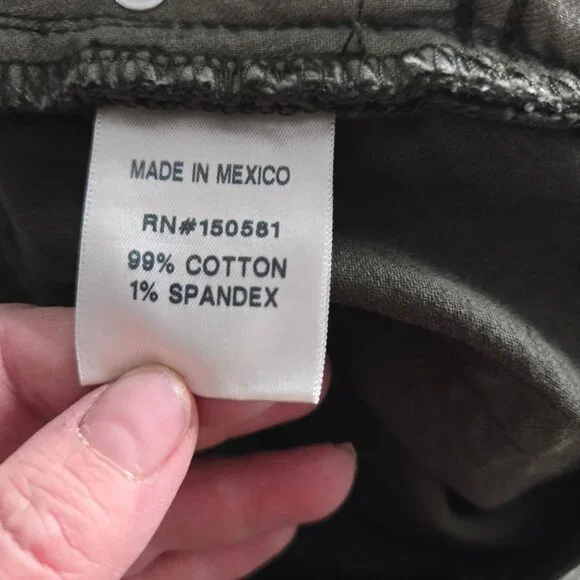 MADE IN MEXICO
RN#150581
99% COTTON
1% SPANDEX